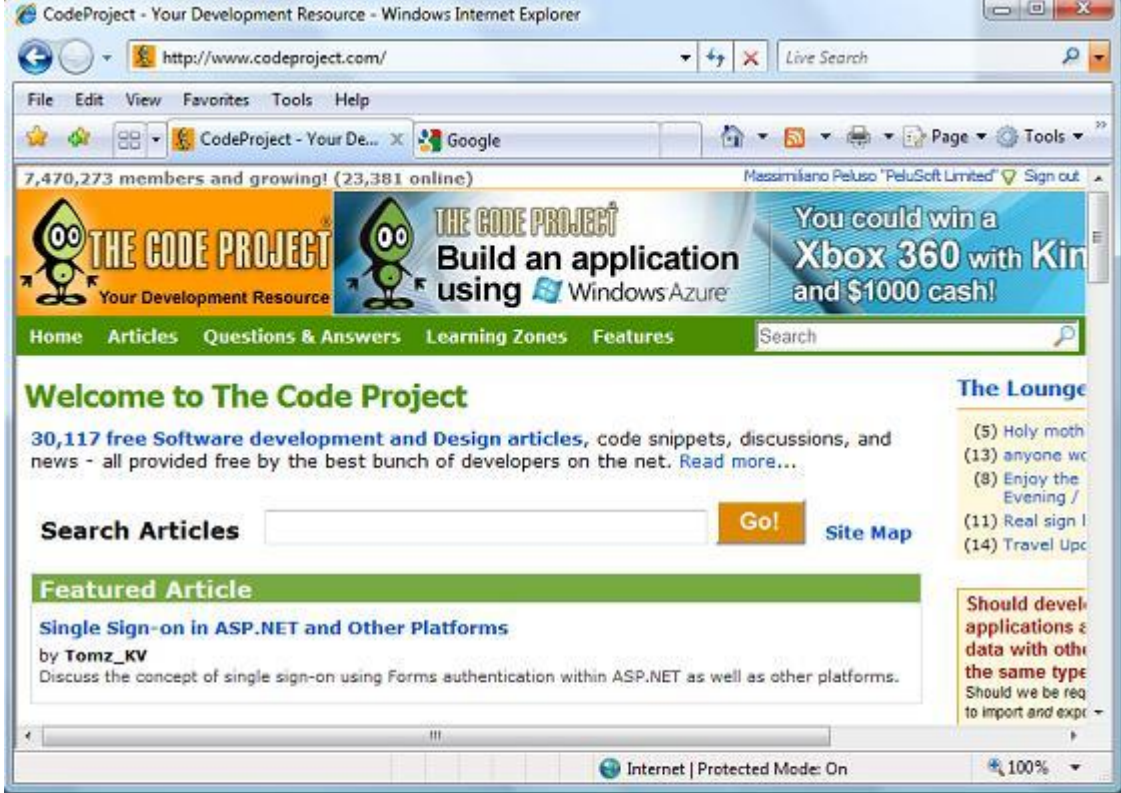 CodeProject - Your Development Resource - Windows Internet Explorer
http://www.codeproject.com/
Live Search
File Edit View Favorites Tools Help
CodeProject - Your De... Google Page Tools
7,470,273 members and growing! (23,381 online) Massimiliano Peluso "PeluSoft Limited" Sign out
THE CODE PROJECT®
Your Development Resource
THE CODE PROJECT
Build an application
using Windows Azure
You could win a
Xbox 360 with Kin
and $1000 cash!
Home Articles Questions & Answers Learning Zones Features Search
Welcome to The Code Project
30,117 free Software development and Design articles, code snippets, discussions, and
news - all provided free by the best bunch of developers on the net. Read more...
Search Articles Go! Site Map
Featured Article
Single Sign-on in ASP.NET and Other Platforms
by Tomz_KV
Discuss the concept of single sign-on using Forms authentication within ASP.NET as well as other platforms.
The Lounge
(5) Holy moth
(13) anyone wo
(8) Enjoy the
Evening /
(11) Real sign
(14) Travel Upd
Should devel
applications a
data with othe
the same type
Should we be req
to import and expo
Internet | Protected Mode: On 100%